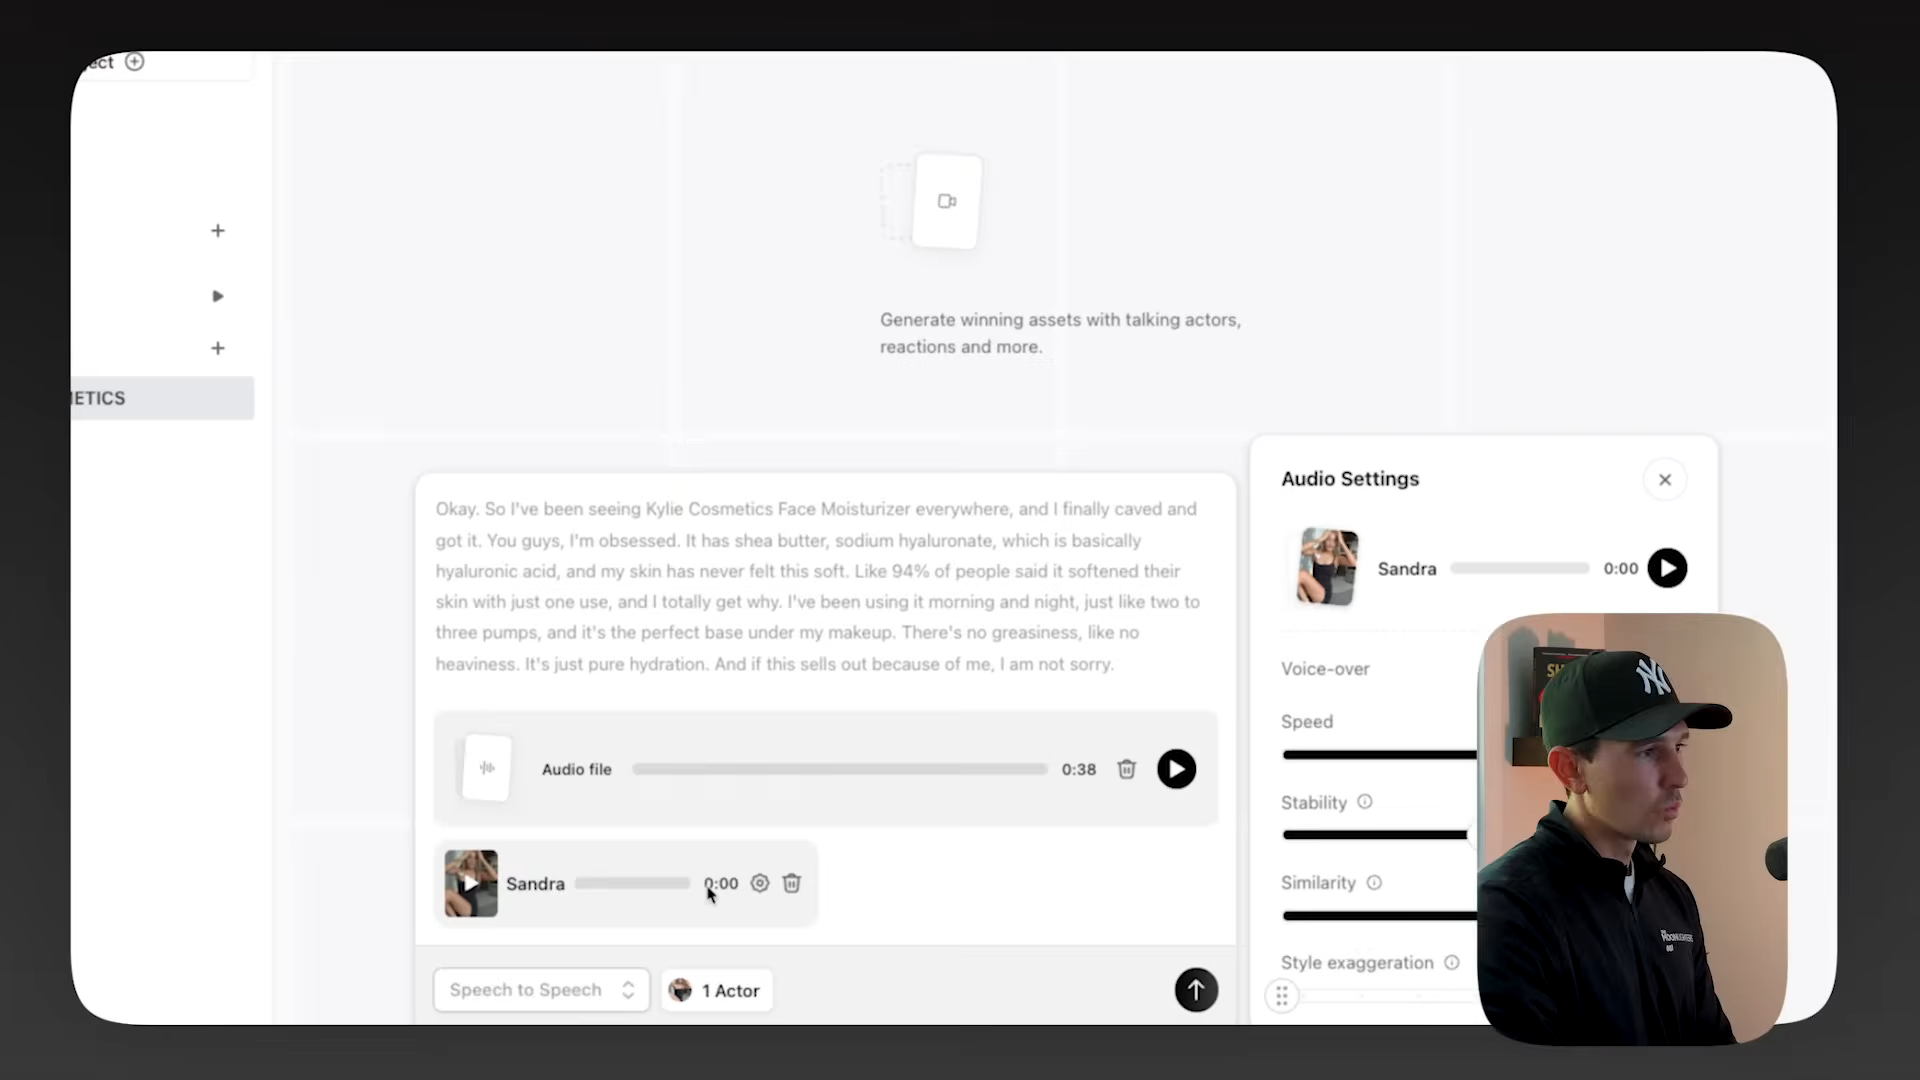 ect
METICS
Generate winning assets with talking actors,
reactions and more.
Okay. So I've been seeing Kylie Cosmetics Face Moisturizer everywhere, and I finally caved and
got it. You guys, I'm obsessed. It has shea butter, sodium hyaluronate, which is basically
hyaluronic acid, and my skin has never felt this soft. Like 94% of people said it softened their
skin with just one use, and I totally get why. I've been using it morning and night, just like two to
three pumps, and it's the perfect base under my makeup. There's no greasiness, like no
heaviness. It's just pure hydration. And if this sells out because of me, I am not sorry.
Audio file 0:38
Sandra 0:00
Speech to Speech 1 Actor
Audio Settings
Sandra 0:00
Voice-over
Speed
Stability
Similarity
Style exaggeration
SH
NY